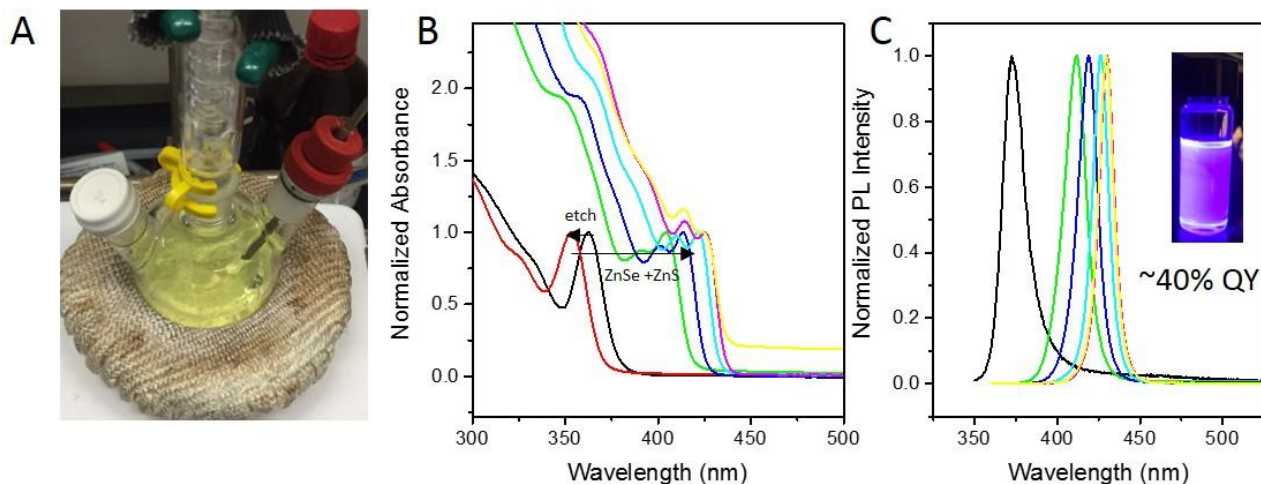 A
B
C
Normalized Absorbance
2.0
1.5
1.0
0.5
0.0
etch
ZnSe +ZnS
300
350
400
450
500
Wavelength (nm)
Normalized PL Intensity
1.0
0.8
0.6
0.4
0.2
0.0
~40% QY
350
400
450
500
Wavelength (nm)